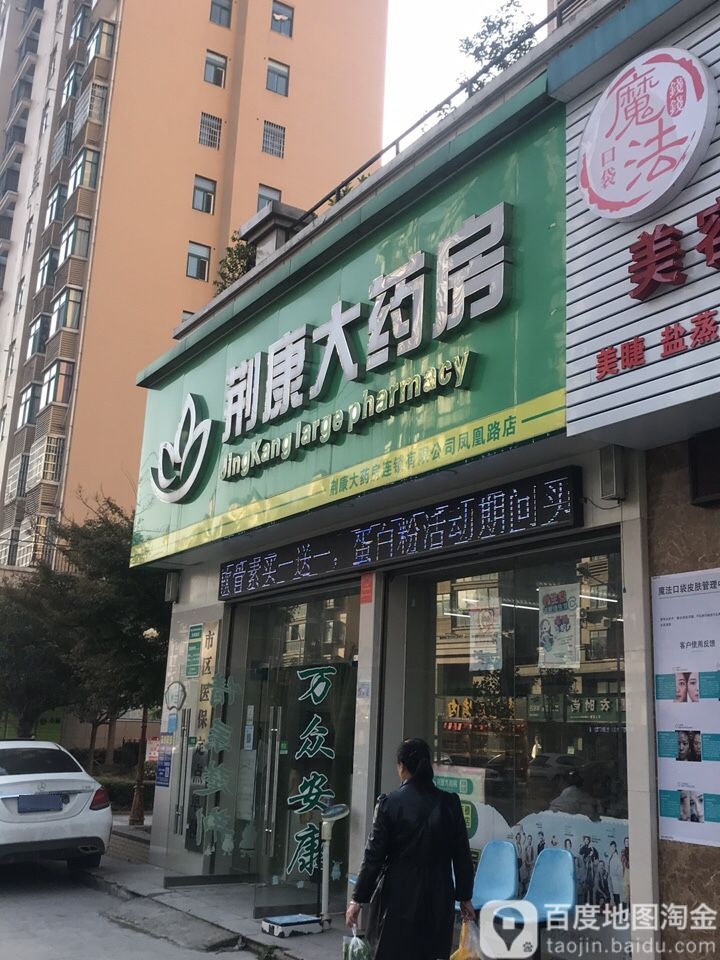 荆康大药房
JingKang large pharmacy
荆康大药房连锁有限公司凤凰路店
骨素买一送一，蛋白粉活动期间买
魔法
口袋
美容
美睫 盐蒸
市区医保定点
万众安康
魔法口袋皮肤管理中
客户使用反馈
百度地图淘金
taojin.baidu.com